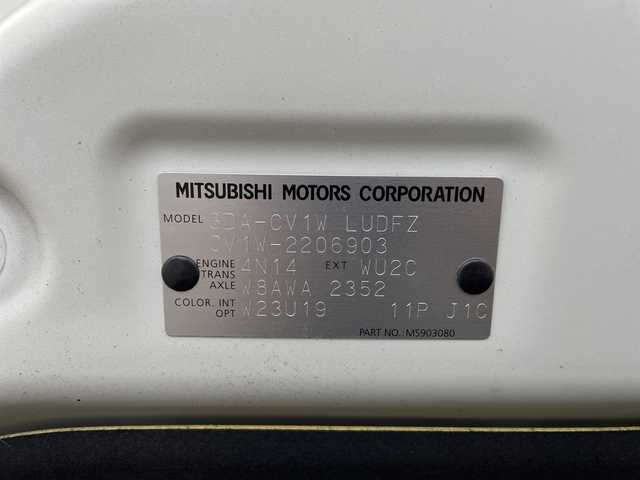 MITSUBISHI MOTORS CORPORATION
MODEL 3DA-CV1W LUDFZ
CV1W-2206903
ENGINE 4N14 EXT WU2C
TRANS AXLE W8AWA 2352
COLOR. INT OPT W23U19 11P J1C
PART NO.: M5903080